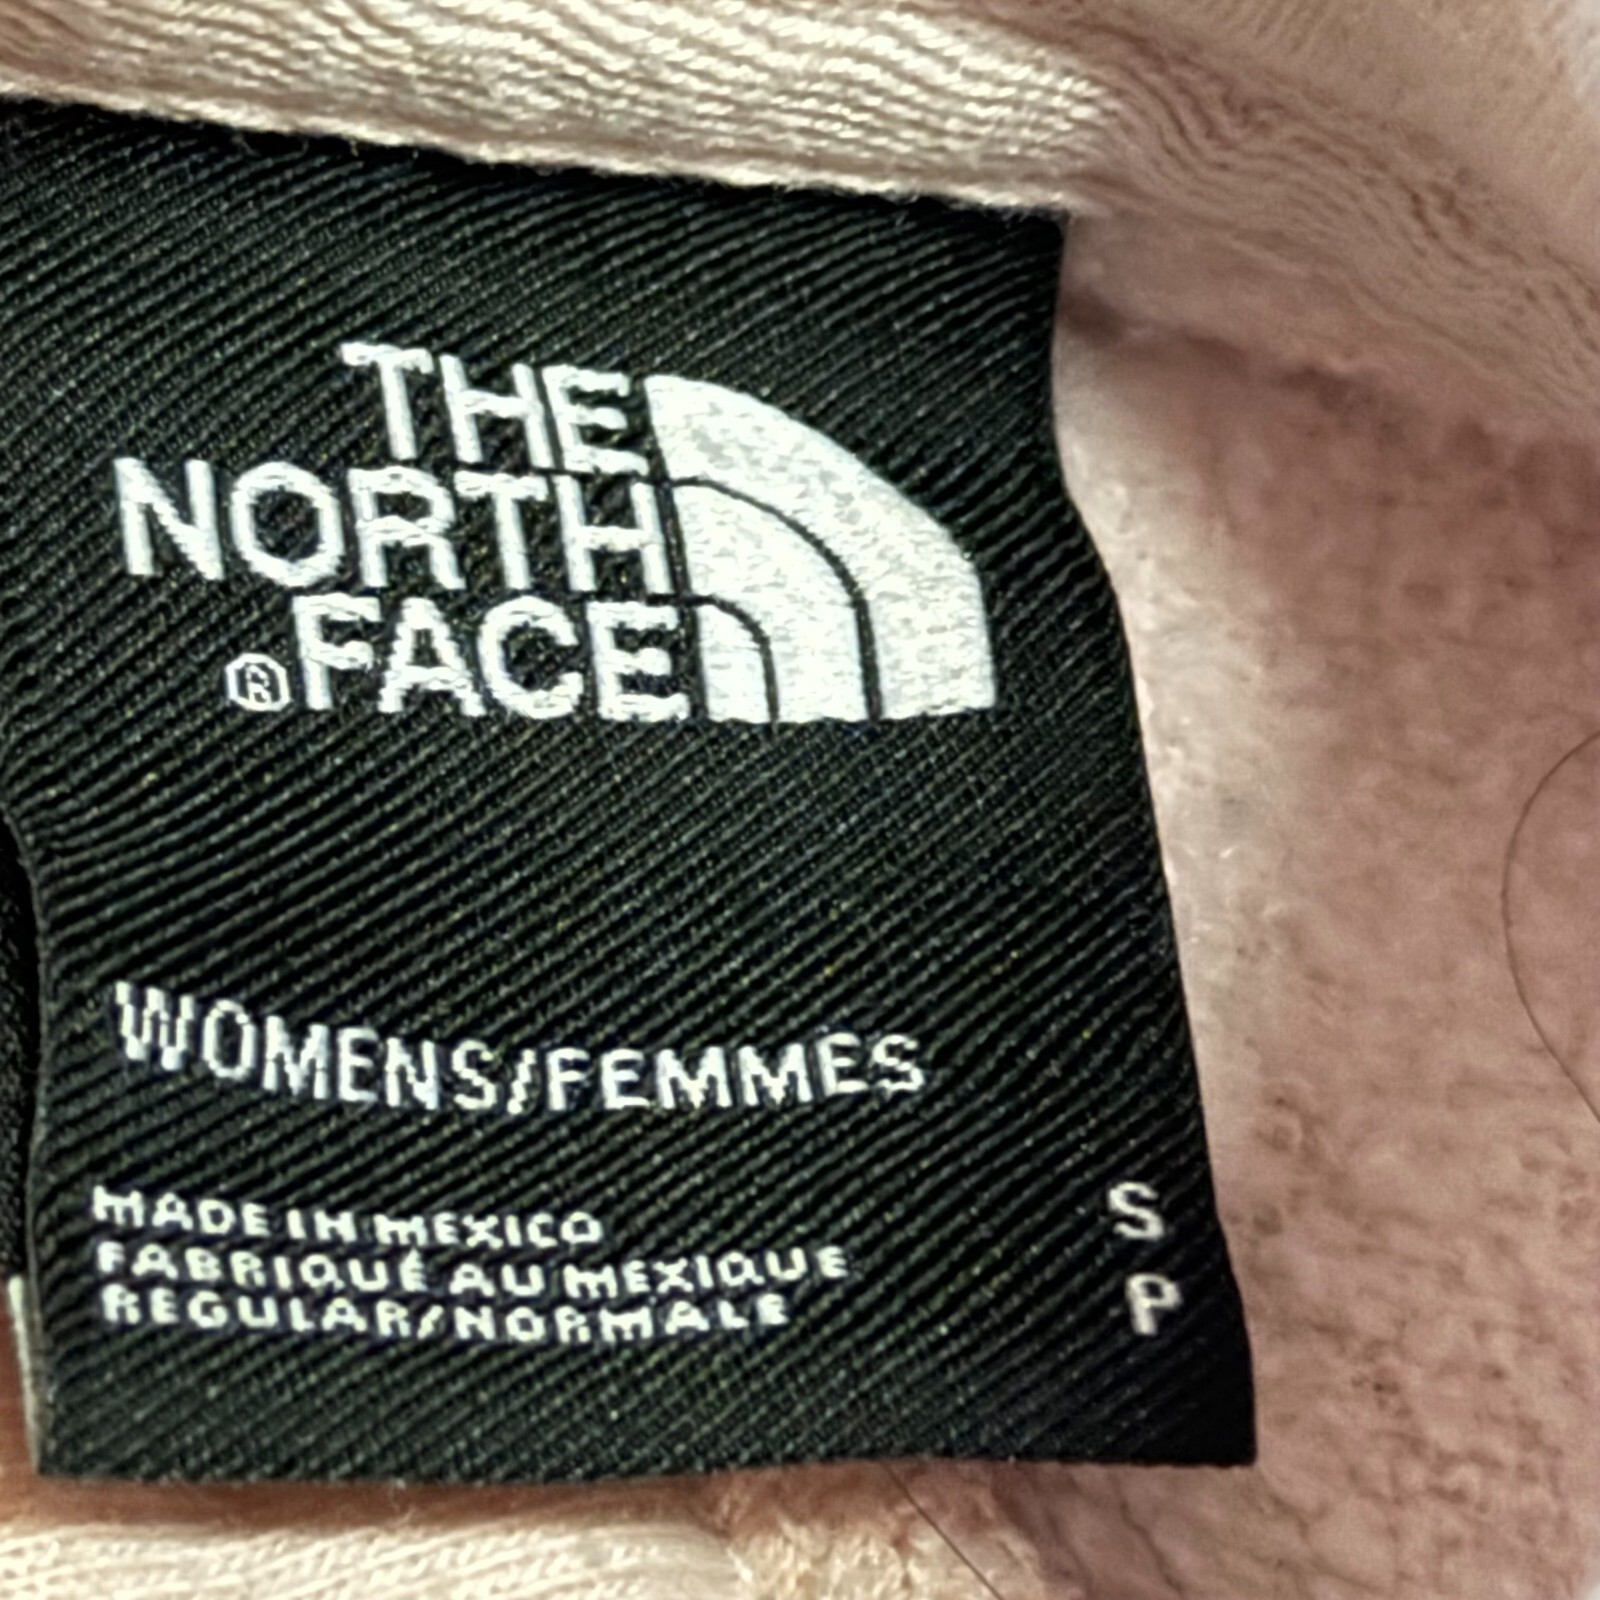 THE
NORTH
®FACE
WOMENS/FEMMES
MADE IN MEXICO
FABRIQUÉ AU MEXIQUE
REGULAR/NORMALE
S
P